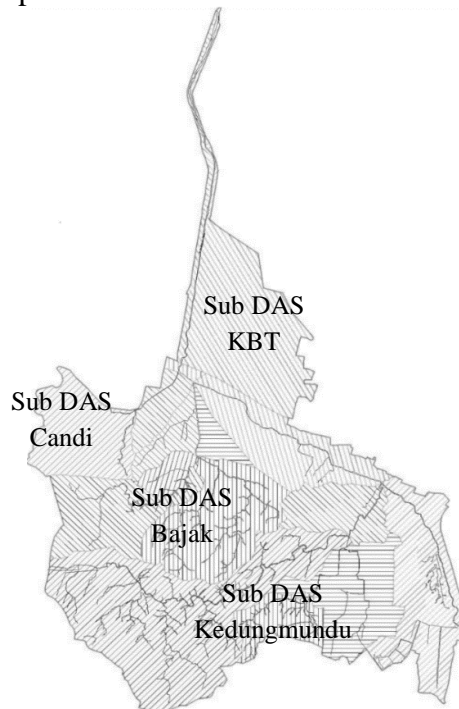 Sub DAS
KBT
Sub DAS
Candi
Sub DAS
Bajak
Sub DAS
Kedungmundu